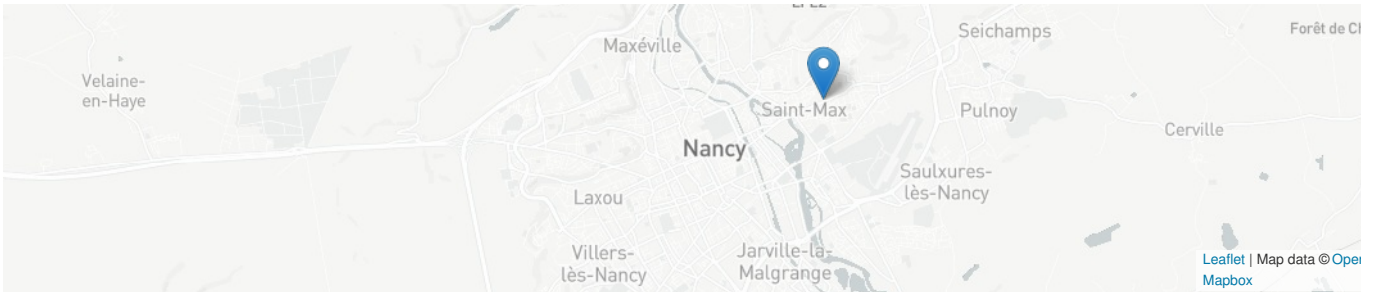 Maxéville
Seichamps
Forêt de
Velaine-
en-Haye
Saint-Max
Pulnoy
Cerville
Nancy
Saulxures-
lès-Nancy
Laxou
Villers-
lès-Nancy
Jarville-la-
Malgrange
Leaflet | Map data © Open
Mapbox